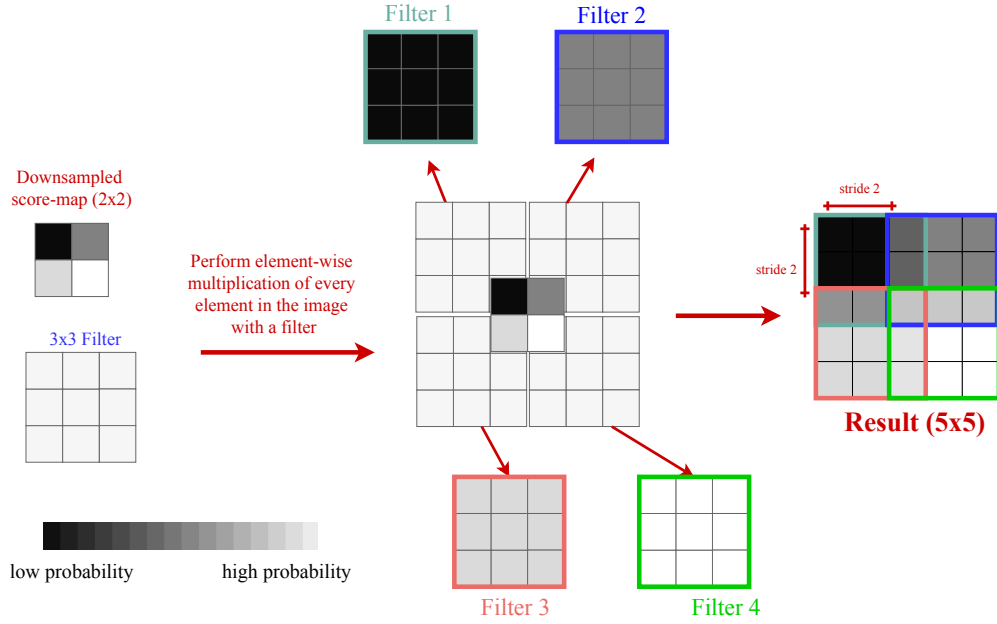 Filter 1
Filter 2
Downsampled
score-map (2x2)
stride 2
stride 2
Perform element-wise
multiplication of every
element in the image
with a filter
3x3 Filter
Result (5x5)
low probability
high probability
Filter 3
Filter 4